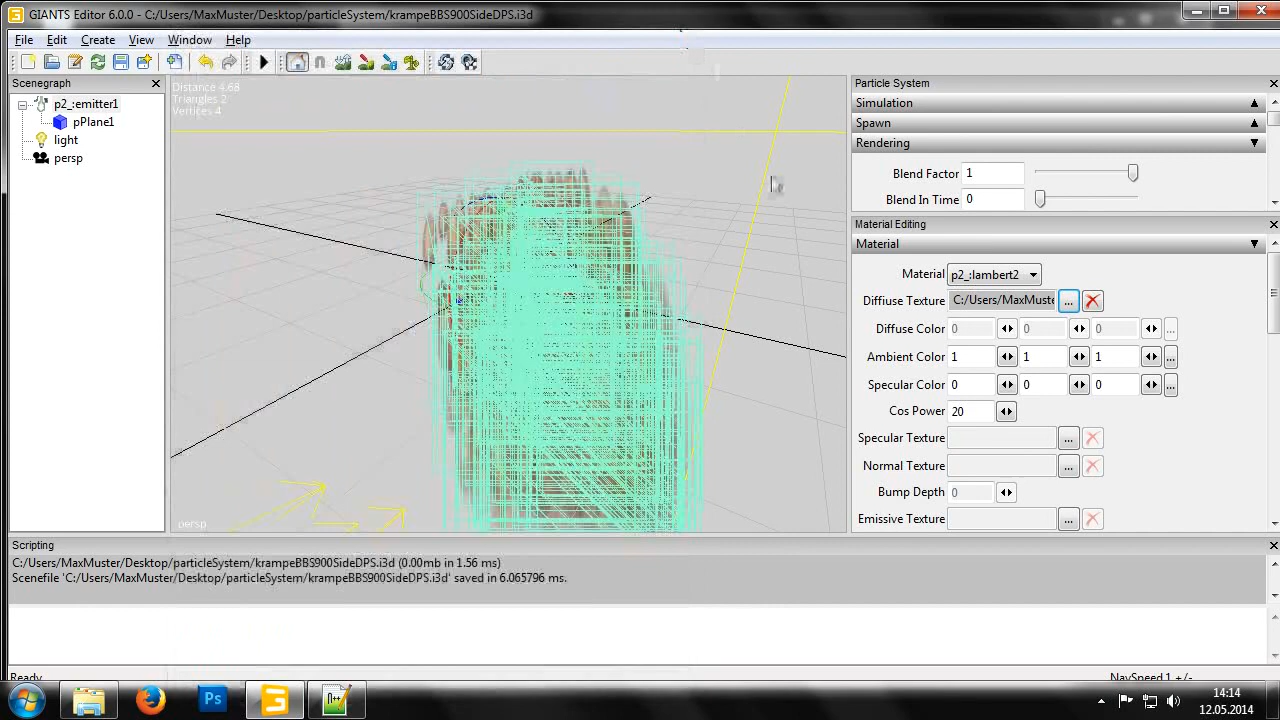 GIANTS Editor 6.0.0 - C:/Users/MaxMuster/Desktop/particleSystem/krampeBBS900SideDPS.i3d
File Edit Create View Window Help
Scenegraph
p2_:emitter1
pPlane1
light
persp
Distance 4.68
Triangles 2
Vertices 4
persp
Particle System
Simulation
Spawn
Rendering
Blend Factor 1
Blend In Time 0
Material Editing
Material
Material p2_:lambert2
Diffuse Texture C:/Users/MaxMuste ...
Diffuse Color 0 0 0 ...
Ambient Color 1 1 1 ...
Specular Color 0 0 0 ...
Cos Power 20
Specular Texture ...
Normal Texture ...
Bump Depth 0
Emissive Texture ...
Scripting
C:/Users/MaxMuster/Desktop/particleSystem/krampeBBS900SideDPS.i3d (0.00mb in 1.56 ms)
Scenefile 'C:/Users/MaxMuster/Desktop/particleSystem/krampeBBS900SideDPS.i3d' saved in 6.065796 ms.
Ready
NavSpeed 1 +/-
Ps
14:14
12.05.2014